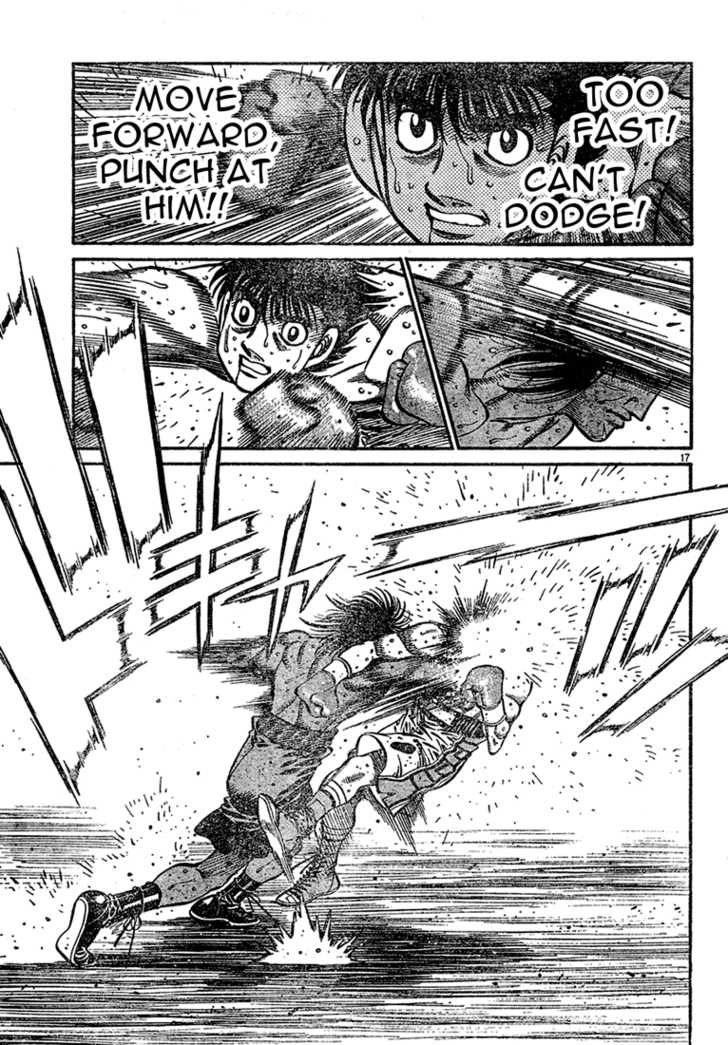 TOO
FAST!
CAN'T
DODGE!
MOVE
FORWARD,
PUNCH AT
HIM!!
17